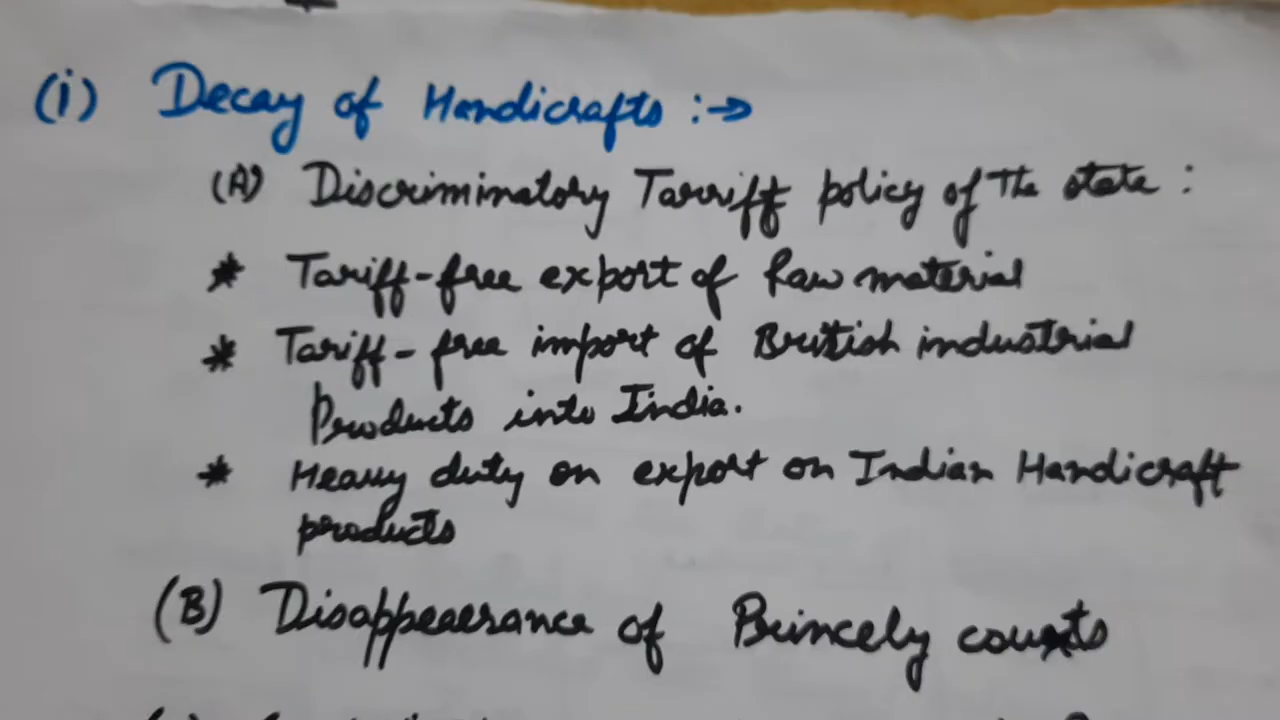 (i) Decay of Handicrafts :→
(A) Discriminatory Tarriff policy of The state :
* Tariff-free export of Raw material
* Tariff-free import of British industrial
Products into India.
* Heavy duty on export on Indian Handicraft
products
(B) Disappearance of Princely courts